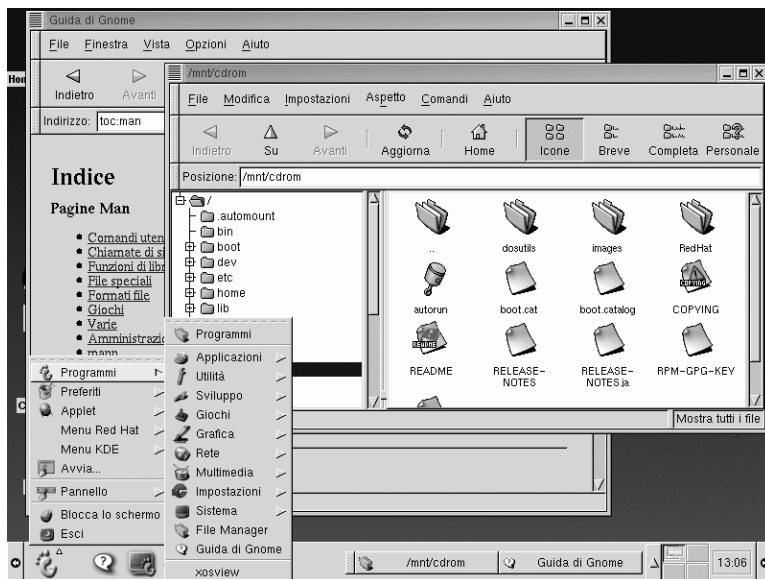 Guida di Gnome
File Finestra Vista Opzioni Aiuto
Indietro Avanti
Indirizzo: toc:man
Indice
Pagine Man
Comandi uten
Chiamate di si
Funzioni di libr
File speciali
Formati file
Giochi
Varie
Amministrazio
mann
/mnt/cdrom
File Modifica Impostazioni Aspetto Comandi Aiuto
Indietro Su Avanti Aggiorna Home Icone Breve Completa Personale
Posizione: /mnt/cdrom
/
.automount
bin
boot
dev
etc
home
lib
.. dosutils images RedHat
autorun boot.cat boot.catalog COPYING
README RELEASE-NOTES RELEASE-NOTES.ja RPM-GPG-KEY
Mostra tutti i file
Programmi
Preferiti
Applet
Menu Red Hat
Menu KDE
Avvia...
Pannello
Blocca lo schermo
Esci
Programmi
Applicazioni
Utilità
Sviluppo
Giochi
Grafica
Rete
Multimedia
Impostazioni
Sistema
File Manager
Guida di Gnome
xosview
/mnt/cdrom Guida di Gnome 13:06